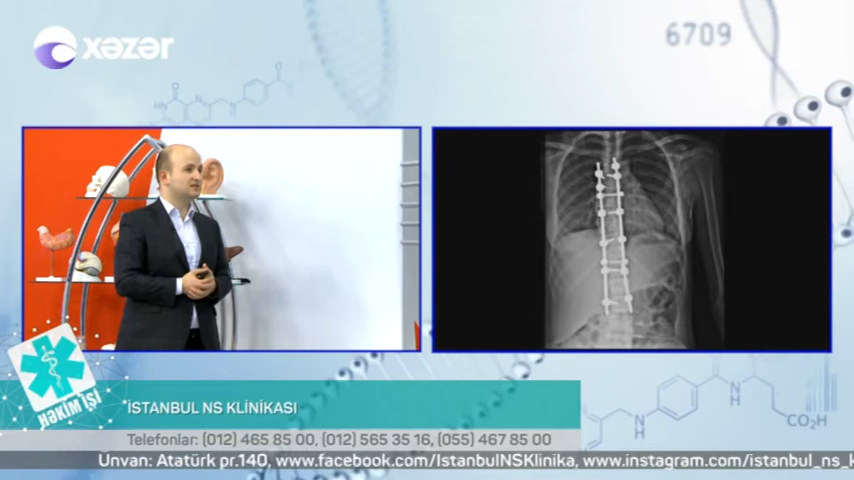 xəzər
6709
HƏKİM İŞİ
İSTANBUL NS KLİNİKASI
Telefonlar: (012) 465 85 00, (012) 565 35 16, (055) 467 85 00
Ünvan: Atatürk pr.140, www.facebook.com/IstanbulNSKlinika, www.instagram.com/istanbul_ns_k
CO₂H